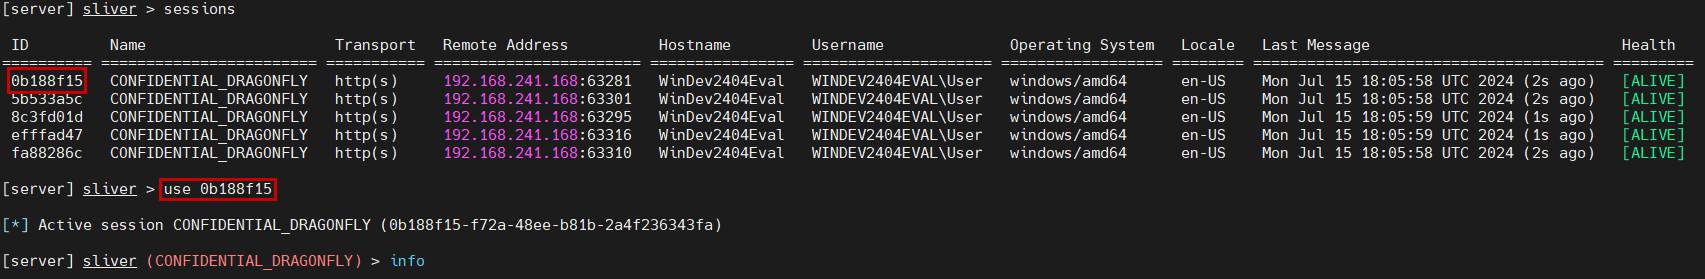 [server] sliver > sessions
ID Name Transport Remote Address Hostname Username Operating System Locale Last Message Health
========== ======================== =========== ======================= =============== ==================== ================== ======== ====================================== =========
0b188f15 CONFIDENTIAL_DRAGONFLY http(s) 192.168.241.168:63281 WinDev2404Eval WINDEV2404EVAL\User windows/amd64 en-US Mon Jul 15 18:05:58 UTC 2024 (2s ago) [ALIVE]
5b533a5c CONFIDENTIAL_DRAGONFLY http(s) 192.168.241.168:63301 WinDev2404Eval WINDEV2404EVAL\User windows/amd64 en-US Mon Jul 15 18:05:58 UTC 2024 (2s ago) [ALIVE]
8c3fd01d CONFIDENTIAL_DRAGONFLY http(s) 192.168.241.168:63295 WinDev2404Eval WINDEV2404EVAL\User windows/amd64 en-US Mon Jul 15 18:05:59 UTC 2024 (1s ago) [ALIVE]
efffad47 CONFIDENTIAL_DRAGONFLY http(s) 192.168.241.168:63316 WinDev2404Eval WINDEV2404EVAL\User windows/amd64 en-US Mon Jul 15 18:05:59 UTC 2024 (1s ago) [ALIVE]
fa88286c CONFIDENTIAL_DRAGONFLY http(s) 192.168.241.168:63310 WinDev2404Eval WINDEV2404EVAL\User windows/amd64 en-US Mon Jul 15 18:05:58 UTC 2024 (2s ago) [ALIVE]
[server] sliver > use 0b188f15
[*] Active session CONFIDENTIAL_DRAGONFLY (0b188f15-f72a-48ee-b81b-2a4f236343fa)
[server] sliver (CONFIDENTIAL_DRAGONFLY) > info